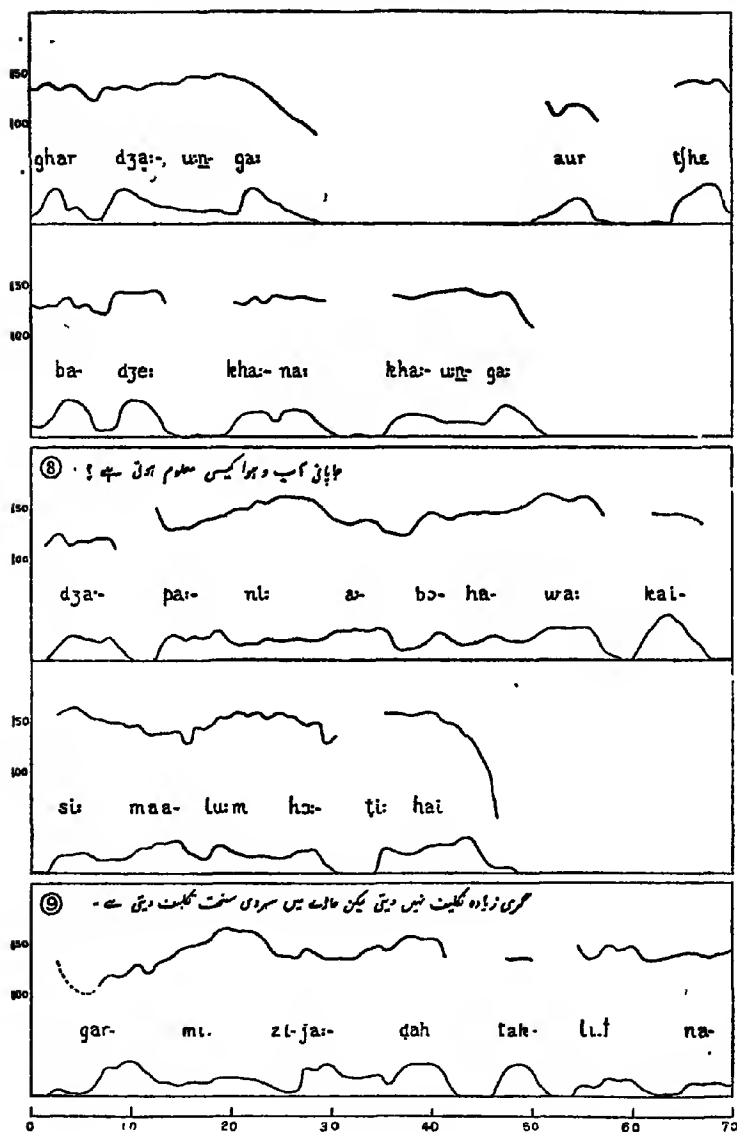 150
100
ghar dʒa̤:-, u:n̲- ga: aur tʃhe
150
100
ba- dʒe: kha:- na: kha:- u:n̲- ga:
⑧ جاپانی آب و ہوا کیسی معلوم ہوتی ہے ؟
150
100
dʒa:- pa:- ni: a:- bɔ- ha- wa: kai-
150
100
si: maa- lu:m hɔ:- ţi: hai
⑨ گرمی زیادہ تکلیف نہیں دیتی لیکن جاڑے میں سردی سخت تکلیف دیتی ہے -
150
100
gar- mi. zi- ja:- ḑah tak- li.f na-
0 10 20 30 40 50 60 70